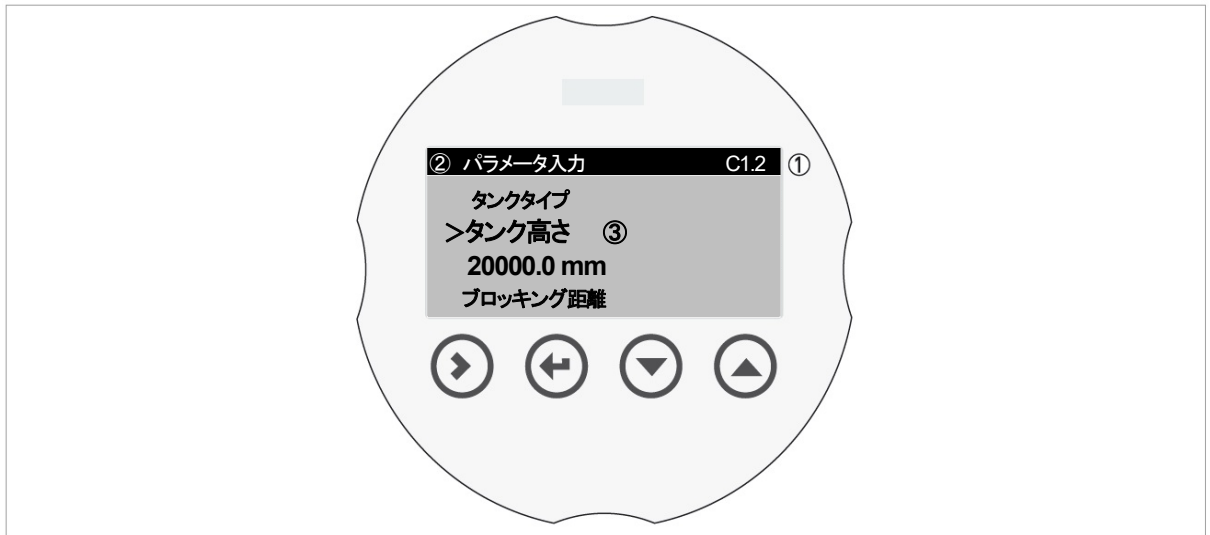 ② パラメータ入力 C1.2 ①
タンクタイプ
>タンク高さ ③
20000.0 mm
ブロッキング距離